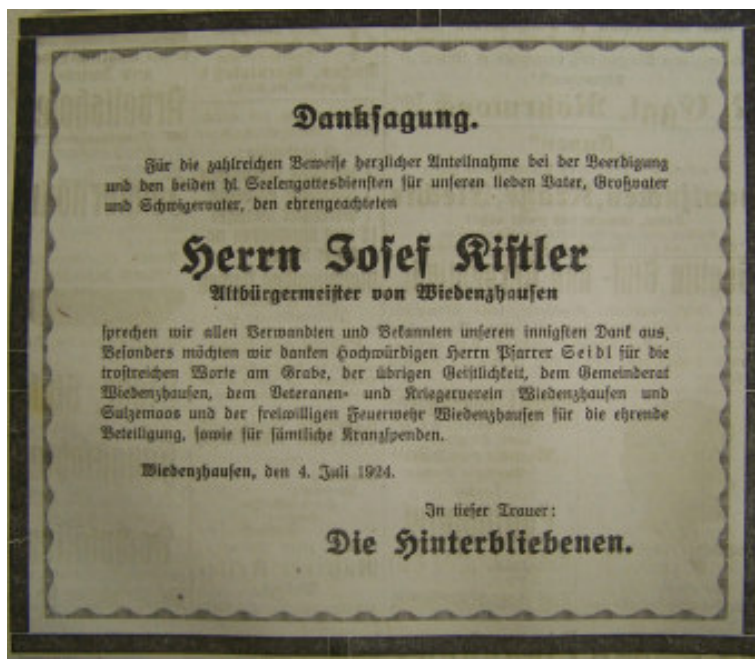 Danksagung.
Für die zahlreichen Beweise herzlicher Anteilnahme bei der Beerdigung
und den beiden hl. Seelengottesdiensten für unseren lieben Vater, Großvater
und Schwigervater, den ehrengeachteten
Herrn Josef Kistler
Altbürgermeister von Wiedenzhausen
sprechen wir allen Verwandten und Bekannten unseren innigsten Dank aus.
Besonders möchten wir danken Hochwürdigen Herrn Pfarrer Seidl für die
trostreichen Worte am Grabe, der übrigen Geistlichkeit, dem Gemeinderat
Wiedenzhausen, dem Veteranen- und Kriegerverein Wiedenzhausen und
Sulzemoos und der freiwilligen Feuerwehr Wiedenzhausen für die ehrende
Beteiligung, sowie für sämtliche Kranzspenden.
Wiedenzhausen, den 4. Juli 1924.
In tiefer Trauer:
Die Hinterbliebenen.